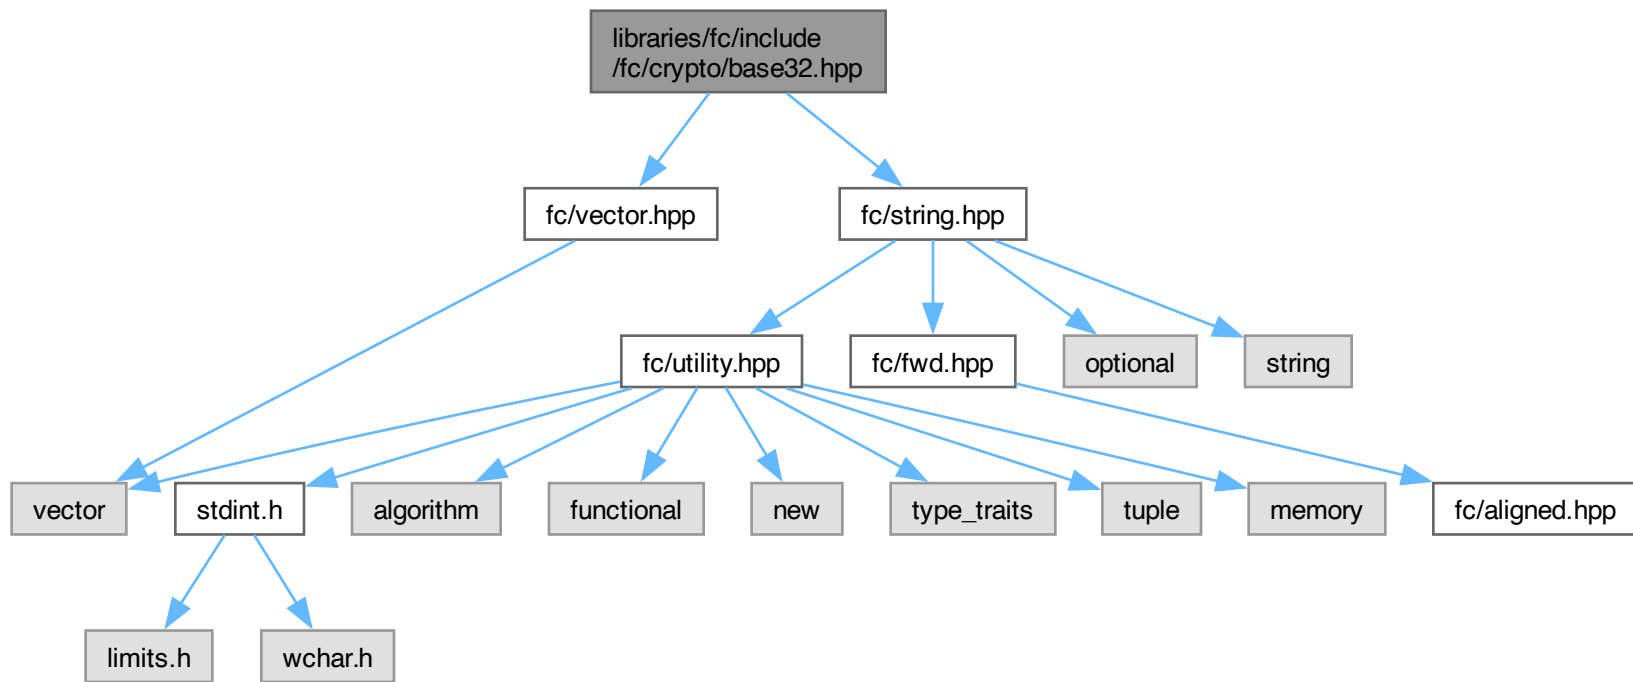 libraries/fc/include
/fc/crypto/base32.hpp
fc/vector.hpp
fc/string.hpp
fc/utility.hpp
fc/fwd.hpp
optional
string
vector
stdint.h
algorithm
functional
new
type_traits
tuple
memory
fc/aligned.hpp
limits.h
wchar.h